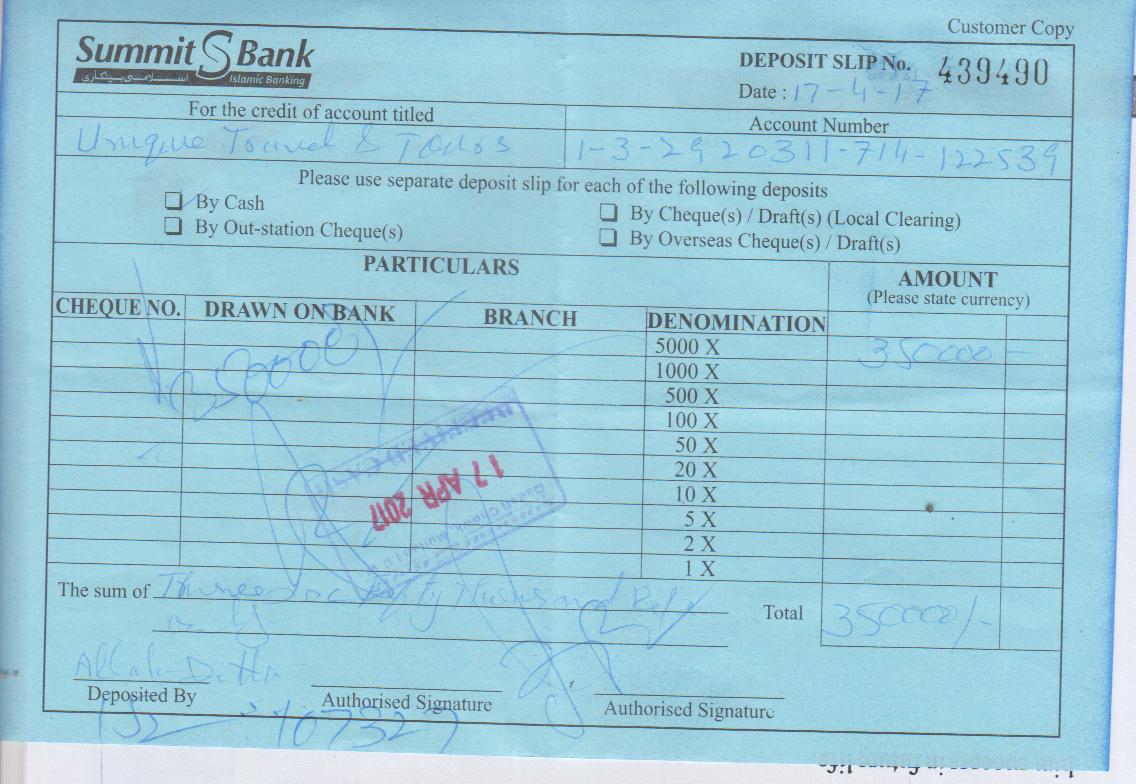 Customer Copy
Summit S Bank
اسلامی بینکاری Islamic Banking
DEPOSIT SLIP No. 439490
Date : 17-4-17
For the credit of account titled
Account Number
Unique Travel & Tours
1-3-29 20311-714-122539
Please use separate deposit slip for each of the following deposits
By Cash
By Cheque(s) / Draft(s) (Local Clearing)
By Out-station Cheque(s)
By Overseas Cheque(s) / Draft(s)
PARTICULARS
AMOUNT
(Please state currency)
CHEQUE NO. DRAWN ON BANK BRANCH DENOMINATION
5000 X 350000
1000 X
500 X
100 X
50 X
20 X
10 X
5 X
2 X
1 X
17 APR 2017
The sum of Three Lac Fifty Thousand
only
Total 350000/-
Allah Ditta
Deposited By
Authorised Signature
Authorised Signature
107327